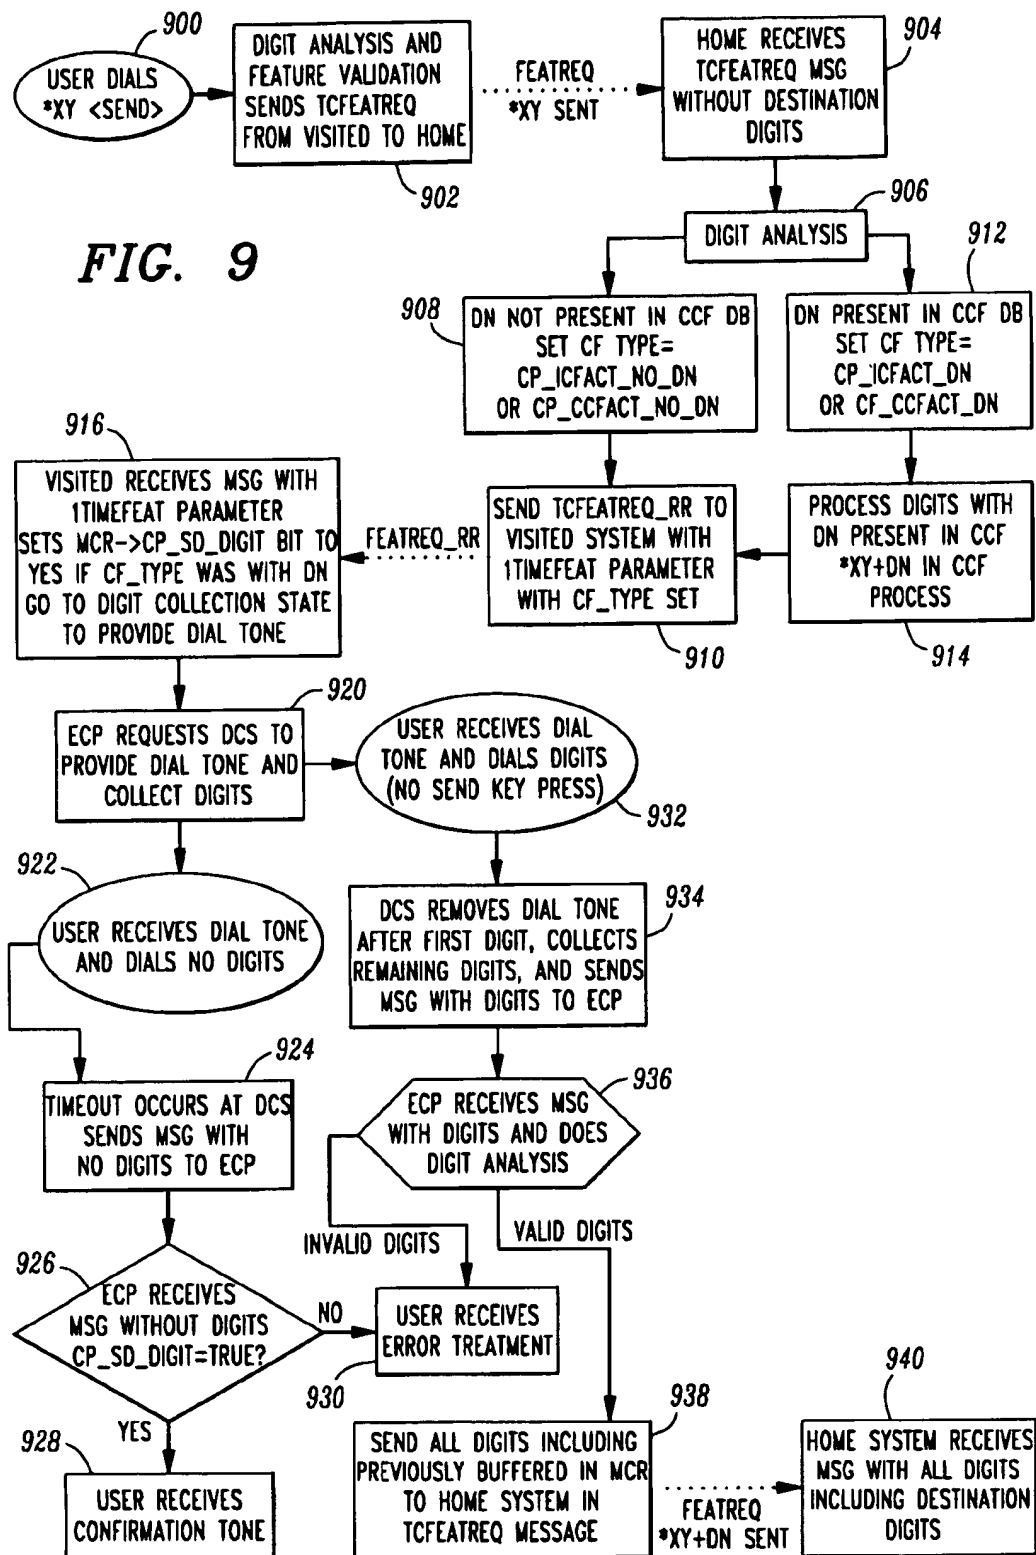 900
USER DIALS
*XY <SEND>
DIGIT ANALYSIS AND
FEATURE VALIDATION
SENDS TCFEATREQ
FROM VISITED TO HOME
902
FEATREQ
*XY SENT
904
HOME RECEIVES
TCFEATREQ MSG
WITHOUT DESTINATION
DIGITS
FIG. 9
906
DIGIT ANALYSIS
908
DN NOT PRESENT IN CCF DB
SET CF TYPE=
CP_ICFACT_NO_DN
OR CP_CCFACT_NO_DN
912
DN PRESENT IN CCF DB
SET CF TYPE=
CP_ICFACT_DN
OR CF_CCFACT_DN
916
VISITED RECEIVES MSG WITH
1TIMEFEAT PARAMETER
SETS MCR->CP_SD_DIGIT BIT TO
YES IF CF_TYPE WAS WITH DN
GO TO DIGIT COLLECTION STATE
TO PROVIDE DIAL TONE
FEATREQ_RR
SEND TCFEATREQ_RR TO
VISITED SYSTEM WITH
1TIMEFEAT PARAMETER
WITH CF_TYPE SET
910
PROCESS DIGITS WITH
DN PRESENT IN CCF
*XY+DN IN CCF
PROCESS
914
920
ECP REQUESTS DCS TO
PROVIDE DIAL TONE AND
COLLECT DIGITS
USER RECEIVES DIAL
TONE AND DIALS DIGITS
(NO SEND KEY PRESS)
932
922
USER RECEIVES DIAL TONE
AND DIALS NO DIGITS
934
DCS REMOVES DIAL TONE
AFTER FIRST DIGIT, COLLECTS
REMAINING DIGITS, AND SENDS
MSG WITH DIGITS TO ECP
924
TIMEOUT OCCURS AT DCS
SENDS MSG WITH
NO DIGITS TO ECP
936
ECP RECEIVES MSG
WITH DIGITS AND DOES
DIGIT ANALYSIS
INVALID DIGITS
VALID DIGITS
926
ECP RECEIVES
MSG WITHOUT DIGITS
CP_SD_DIGIT=TRUE?
NO
YES
USER RECEIVES
ERROR TREATMENT
930
928
USER RECEIVES
CONFIRMATION TONE
938
SEND ALL DIGITS INCLUDING
PREVIOUSLY BUFFERED IN MCR
TO HOME SYSTEM IN
TCFEATREQ MESSAGE
FEATREQ
*XY+DN SENT
940
HOME SYSTEM RECEIVES
MSG WITH ALL DIGITS
INCLUDING DESTINATION
DIGITS